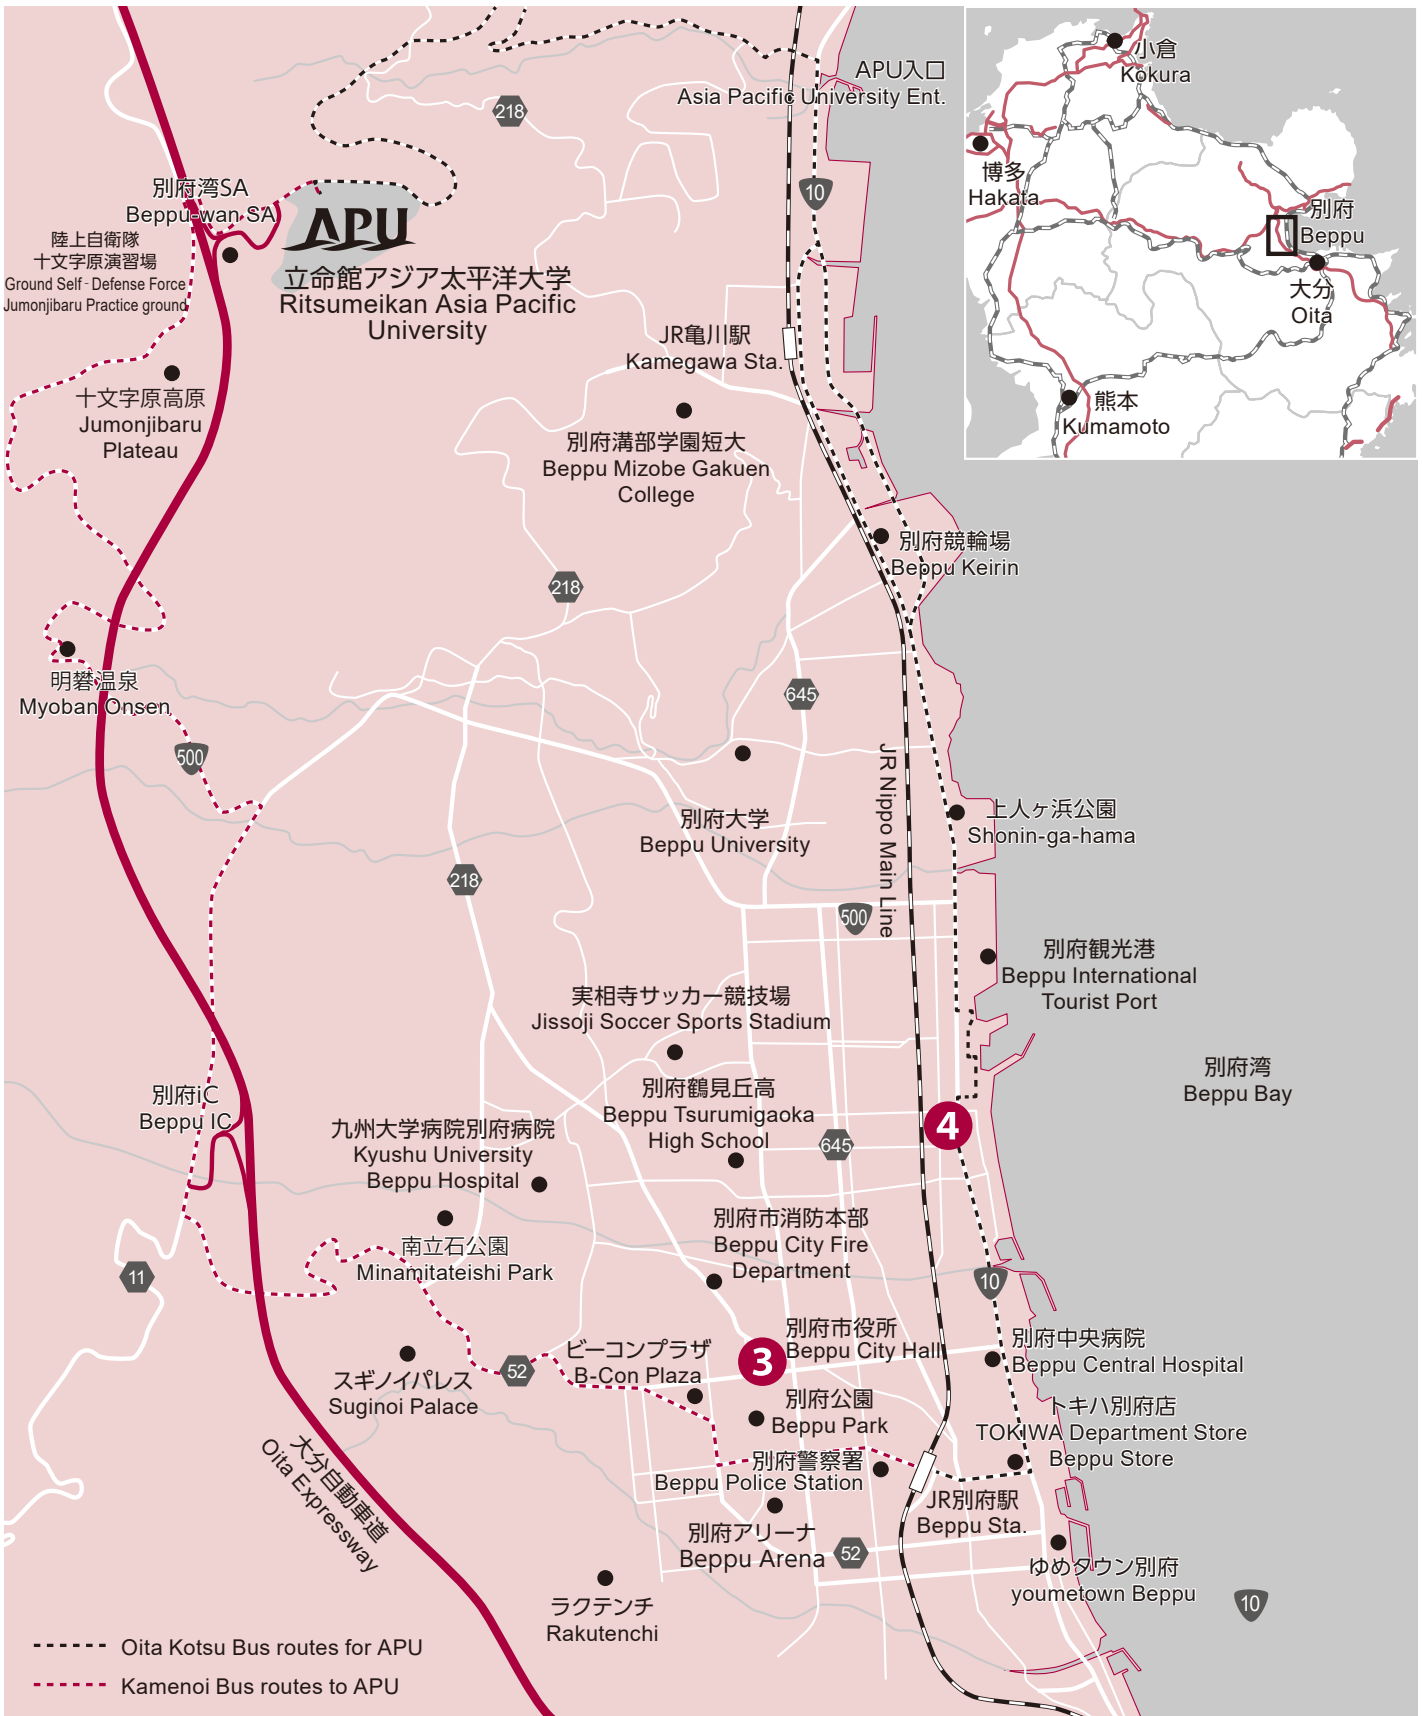 APU入口
Asia Pacific University Ent.
小倉
Kokura
博多
Hakata
別府
Beppu
大分
Oita
熊本
Kumamoto
218
10
別府湾SA
Beppu-wan SA
陸上自衛隊
十文字原演習場
Ground Self-Defense Force
Jumonjibaru Practice ground
APU
立命館アジア太平洋大学
Ritsumeikan Asia Pacific
University
JR亀川駅
Kamegawa Sta.
十文字原高原
Jumonjibaru
Plateau
別府溝部学園短大
Beppu Mizobe Gakuen
College
別府競輪場
Beppu Keirin
218
明礬温泉
Myoban Onsen
645
500
JR Nippo Main Line
別府大学
Beppu University
上人ヶ浜公園
Shonin-ga-hama
218
500
別府観光港
Beppu International
Tourist Port
実相寺サッカー競技場
Jissoji Soccer Sports Stadium
別府湾
Beppu Bay
別府iC
Beppu IC
別府鶴見丘高
Beppu Tsurumigaoka
High School
4
645
九州大学病院別府病院
Kyushu University
Beppu Hospital
南立石公園
Minamitateishi Park
別府市消防本部
Beppu City Fire
Department
11
10
別府市役所
Beppu City Hall
3
別府中央病院
Beppu Central Hospital
ビーコンプラザ
B-Con Plaza
52
スギノイパレス
Suginoi Palace
別府公園
Beppu Park
トキハ別府店
TOKIWA Department Store
Beppu Store
別府警察署
Beppu Police Station
大分自動車道
Oita Expressway
JR別府駅
Beppu Sta.
別府アリーナ
Beppu Arena
52
ゆめタウン別府
youmetown Beppu
10
ラクテンチ
Rakutenchi
Oita Kotsu Bus routes for APU
Kamenoi Bus routes to APU